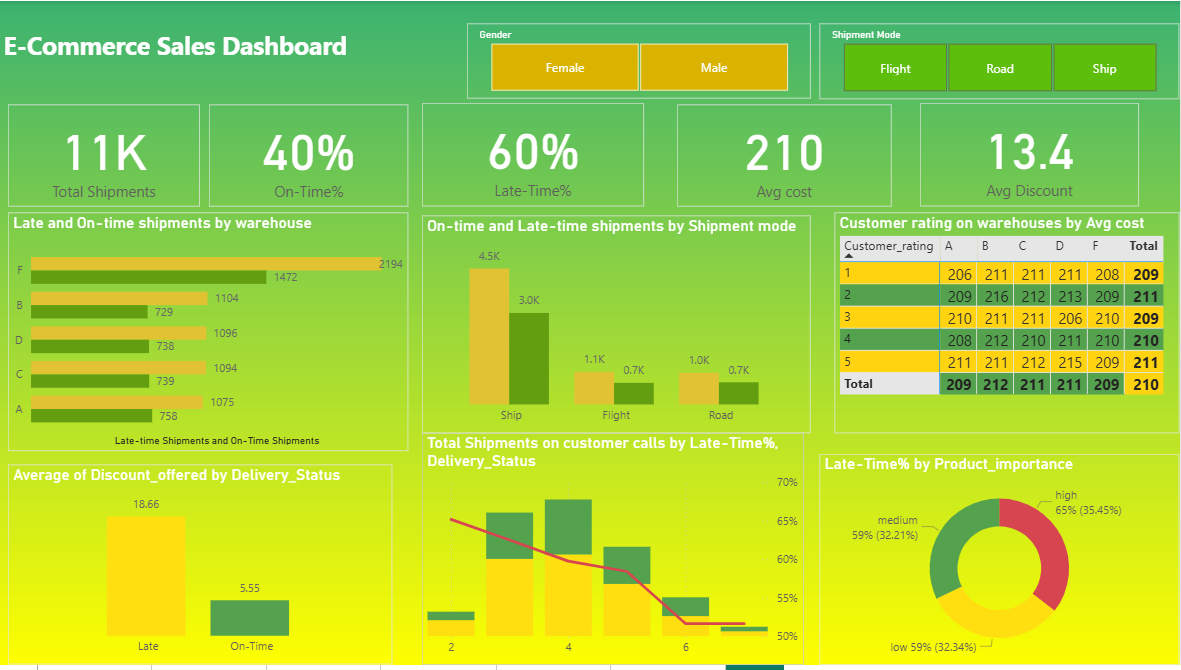 E-Commerce Sales Dashboard
Gender
Female Male
Shipment Mode
Flight Road Ship
11K
Total Shipments
40%
On-Time%
60%
Late-Time%
210
Avg cost
13.4
Avg Discount
Late and On-time shipments by warehouse
F 2194
1472
B 1104
729
D 1096
738
C 1094
739
A 1075
758
Late-time Shipments and On-Time Shipments
On-time and Late-time shipments by Shipment mode
4.5K
3.0K
1.1K
0.7K
1.0K
0.7K
Ship Flight Road
Customer rating on warehouses by Avg cost
Customer_rating A B C D F Total
1 206 211 211 211 208 209
2 209 216 212 213 209 211
3 210 211 211 206 210 209
4 208 212 210 211 210 210
5 211 211 212 215 209 211
Total 209 212 211 211 209 210
Average of Discount_offered by Delivery_Status
18.66
5.55
Late On-Time
Total Shipments on customer calls by Late-Time%,
Delivery_Status
70%
65%
60%
55%
50%
2 4 6
Late-Time% by Product_importance
high
65% (35.45%)
medium
59% (32.21%)
low 59% (32.34%)